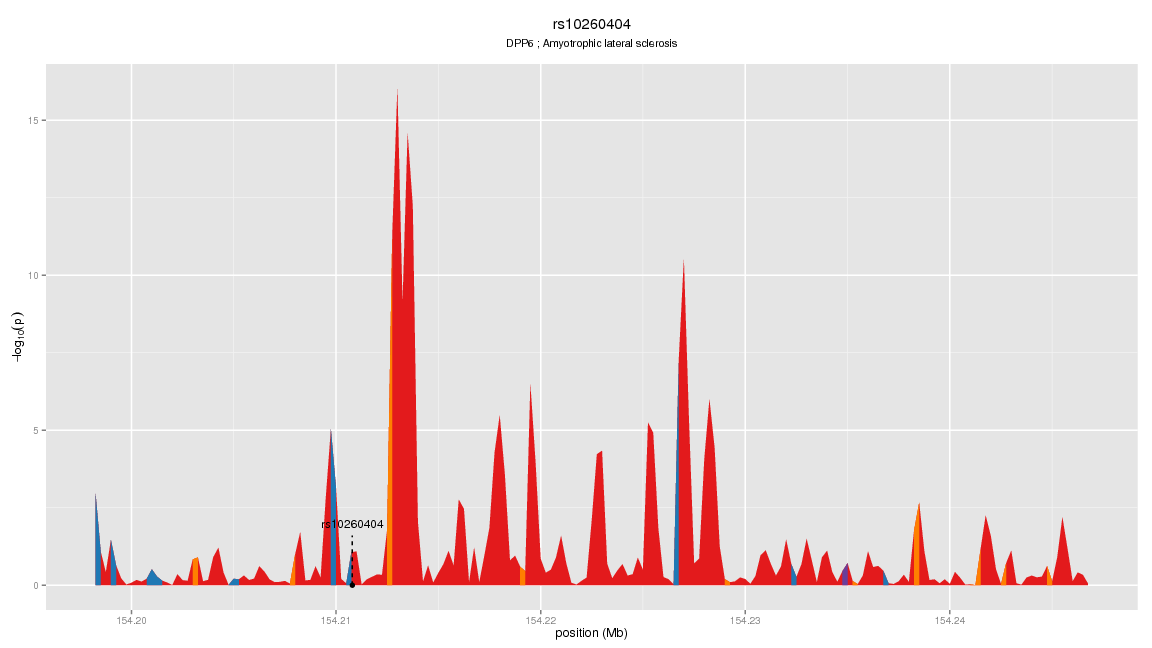 rs10260404
DPP6 ; Amyotrophic lateral sclerosis
15
10
5
0
−log10(p)
rs10260404
154.20
154.21
154.22
154.23
154.24
position (Mb)